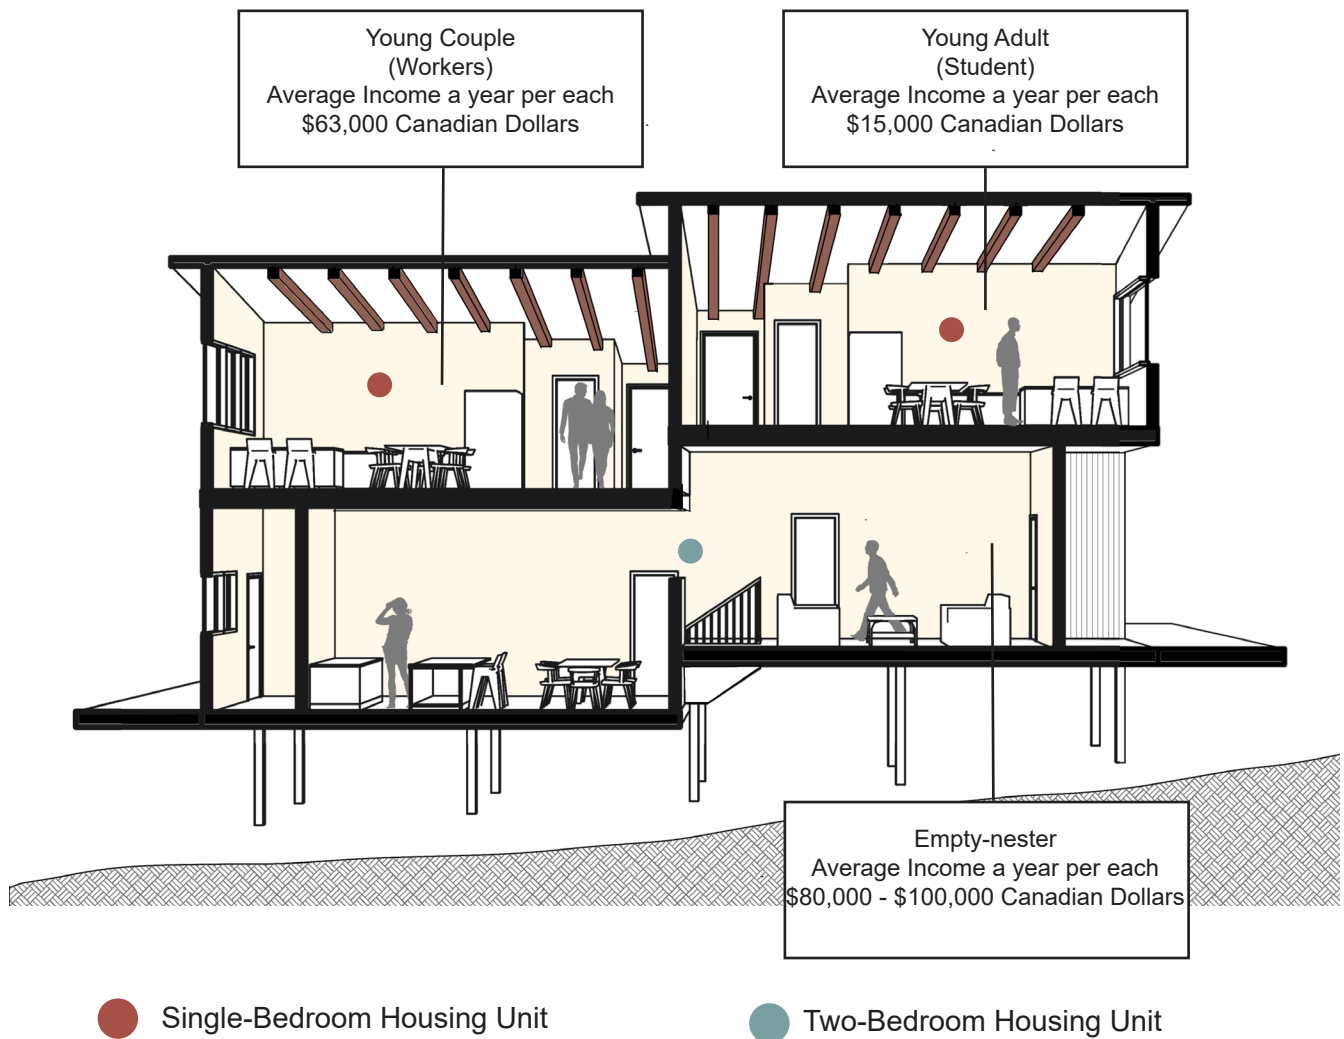 Young Couple
(Workers)
Average Income a year per each
$63,000 Canadian Dollars
Young Adult
(Student)
Average Income a year per each
$15,000 Canadian Dollars
Empty-nester
Average Income a year per each
$80,000 - $100,000 Canadian Dollars
Single-Bedroom Housing Unit
Two-Bedroom Housing Unit